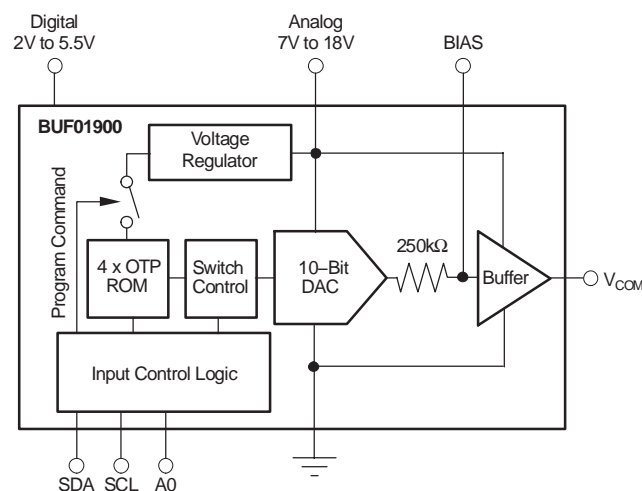 Digital
2V to 5.5V
Analog
7V to 18V
BIAS
BUF01900
Voltage
Regulator
Program Command
4 x OTP
ROM
Switch
Control
10–Bit
DAC
250kΩ
Buffer
VCOM
Input Control Logic
SDA SCL A0